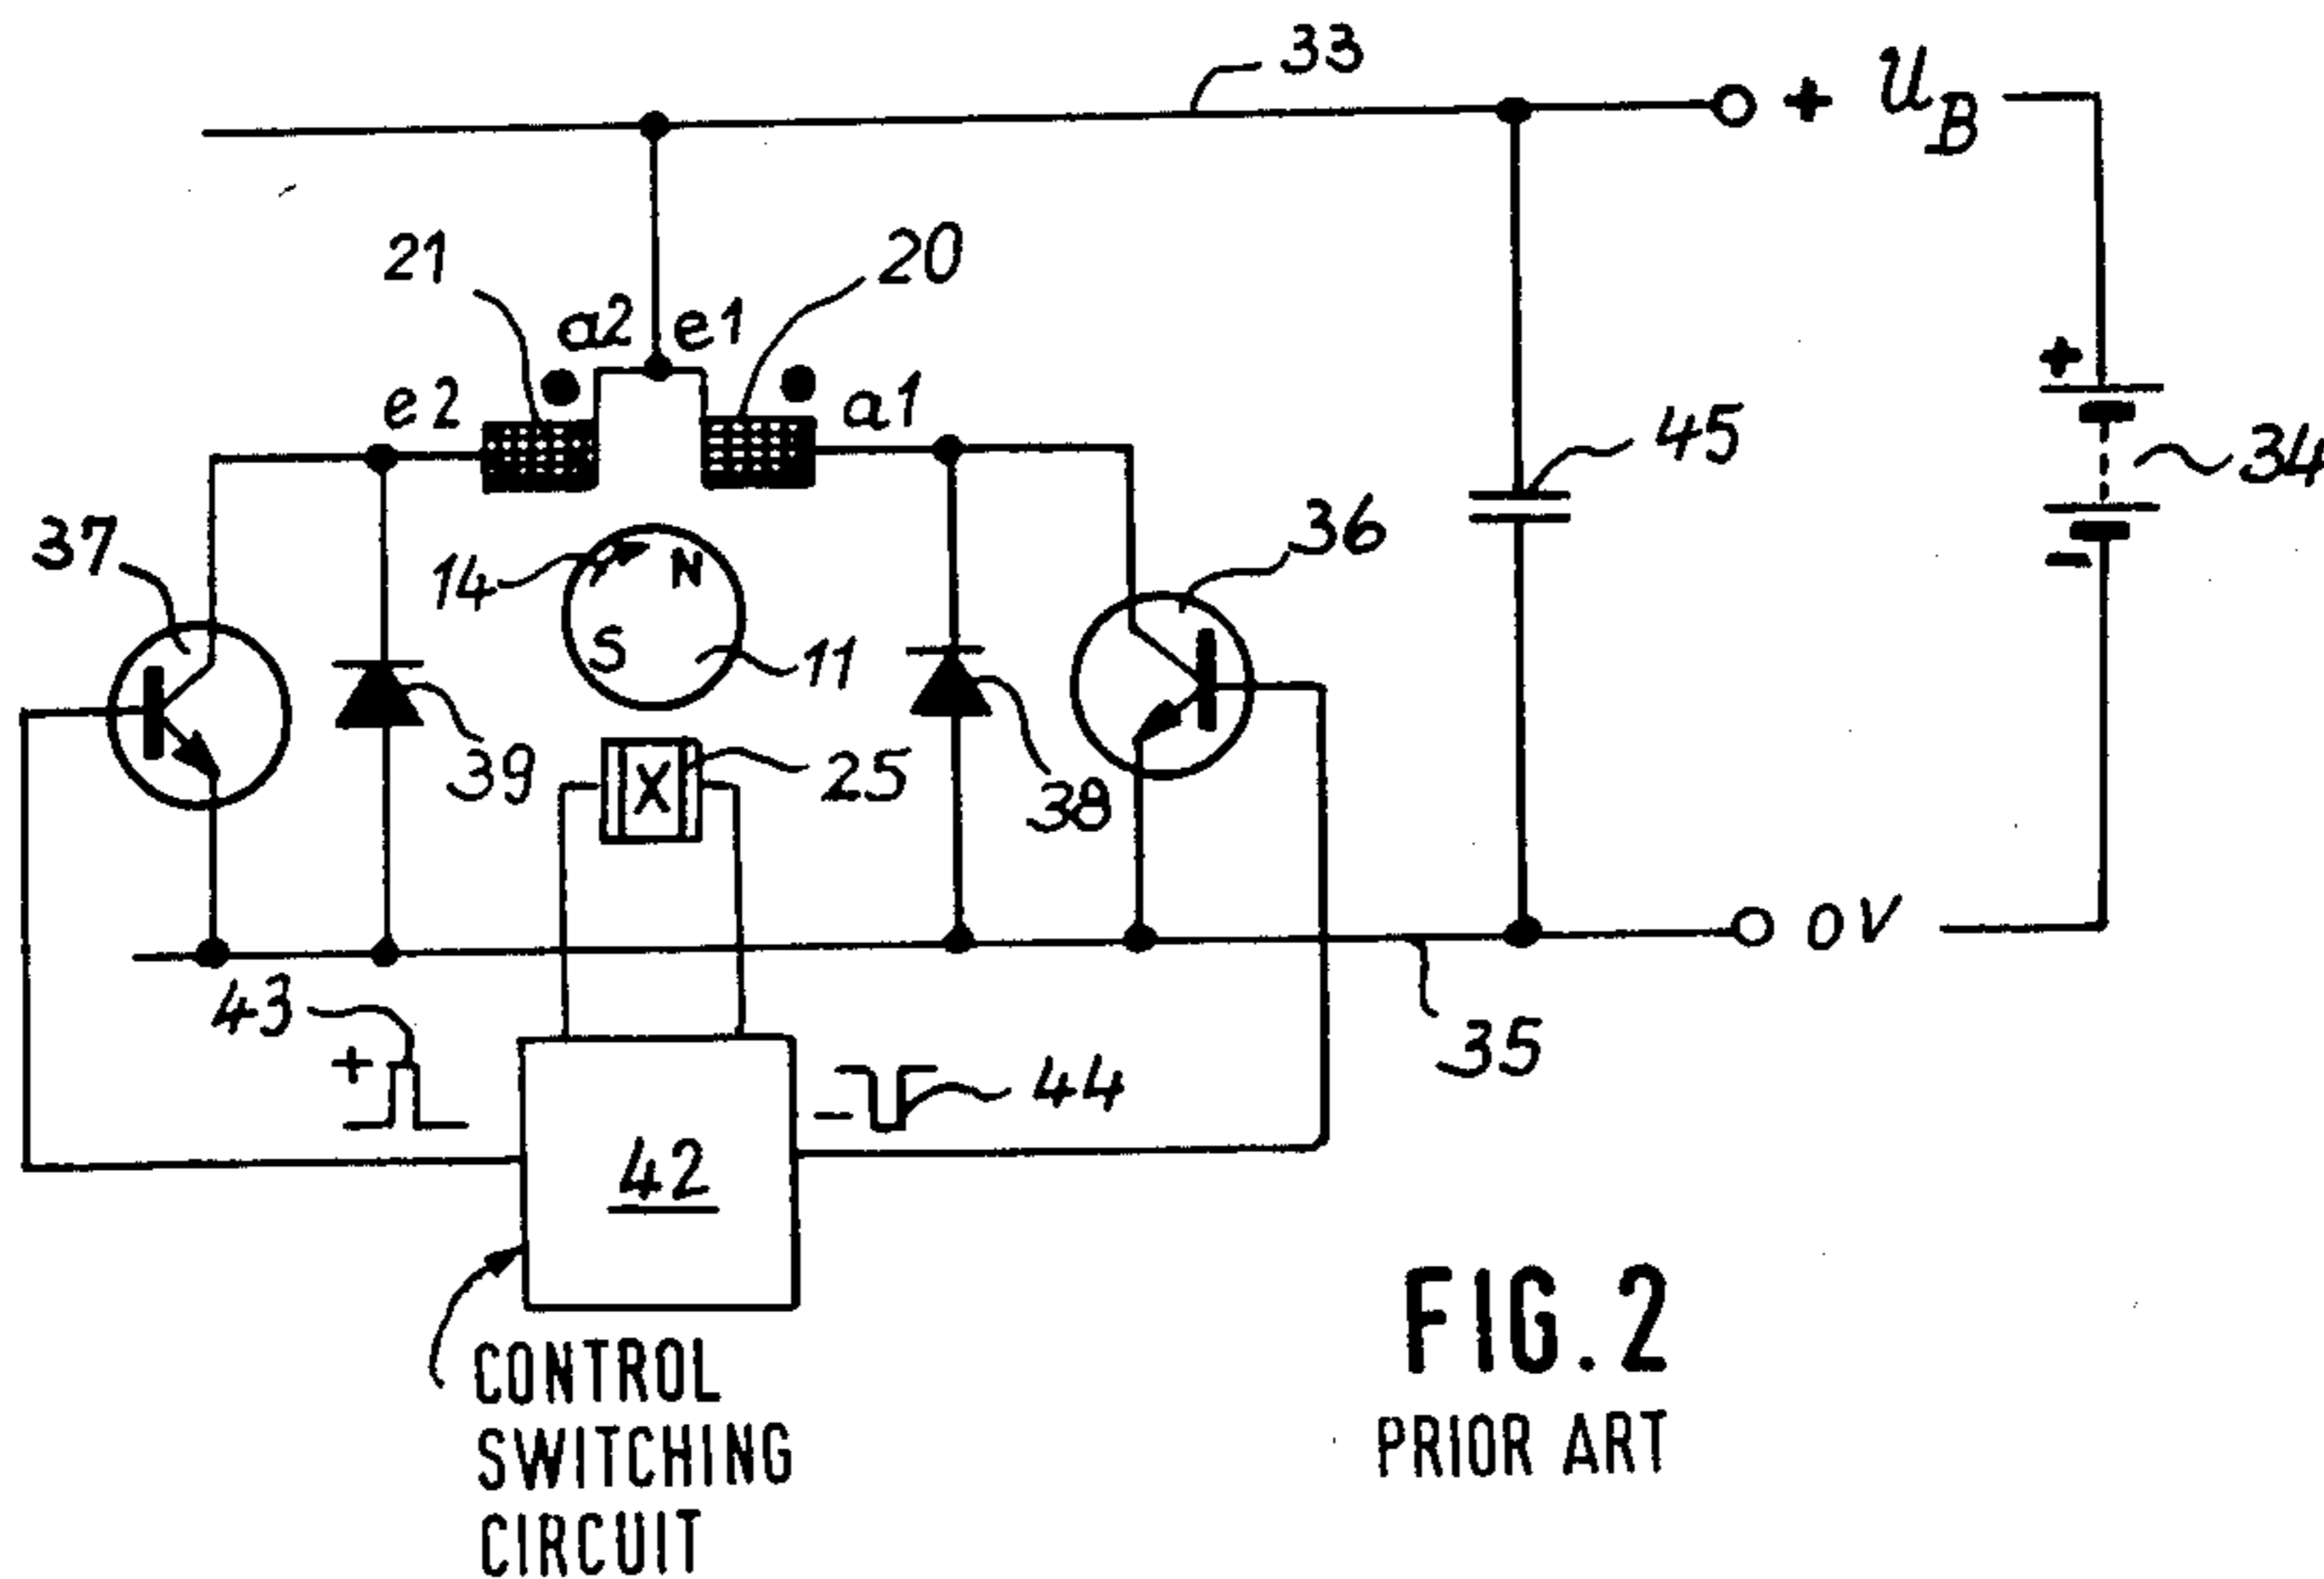 33
+ UB
21
20
a2 e1
e2
a1
+
45
34
37
14
N
36
S
11
-
39
X
25
38
0V
43
+
35
-
44
42
CONTROL
SWITCHING
CIRCUIT
FIG. 2
PRIOR ART